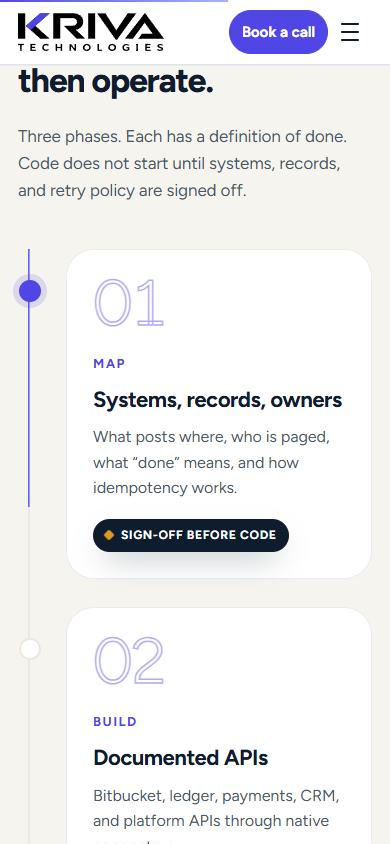 KRIVA
TECHNOLOGIES
Book a call
then operate.
Three phases. Each has a definition of done.
Code does not start until systems, records,
and retry policy are signed off.
01
MAP
Systems, records, owners
What posts where, who is paged,
what “done” means, and how
idempotency works.
SIGN-OFF BEFORE CODE
02
BUILD
Documented APIs
Bitbucket, ledger, payments, CRM,
and platform APIs through native